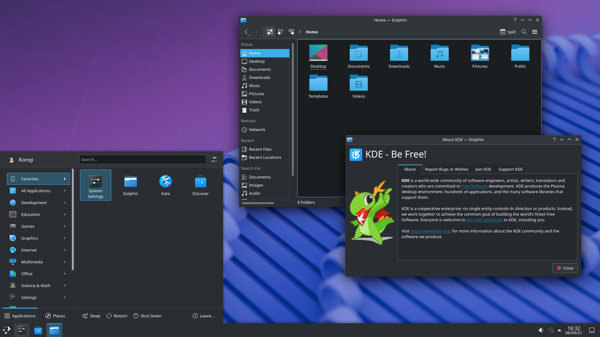 Home — Dolphin
Split
Home
Places
Home
Desktop
Documents
Downloads
Music
Pictures
Videos
Trash
Remote
Network
Recent
Recent Files
Recent Locations
Search For
Documents
Images
Audio
Desktop
Documents
Downloads
Music
Pictures
Public
Templates
Videos
8 Folders
About KDE — Dolphin
KDE - Be Free!
About
Report Bugs or Wishes
Join KDE
Support KDE
KDE is a world-wide community of software engineers, artists, writers, translators and
creators who are committed to Free Software development. KDE produces the Plasma
desktop environment, hundreds of applications, and the many software libraries that
support them.
KDE is a cooperative enterprise: no single entity controls its direction or products. Instead,
we work together to achieve the common goal of building the world's finest Free
Software. Everyone is welcome to join and contribute to KDE, including you.
Visit https://www.kde.org/ for more information about the KDE community and the
software we produce.
Close
Konqi
Search...
Favorites
All Applications
Development
Education
Games
Graphics
Internet
Multimedia
Office
Science & Math
Settings
System
Settings
Dolphin
Kate
Discover
Applications
Places
Sleep
Restart
Shut Down
Leave...
16:32
08/09/21